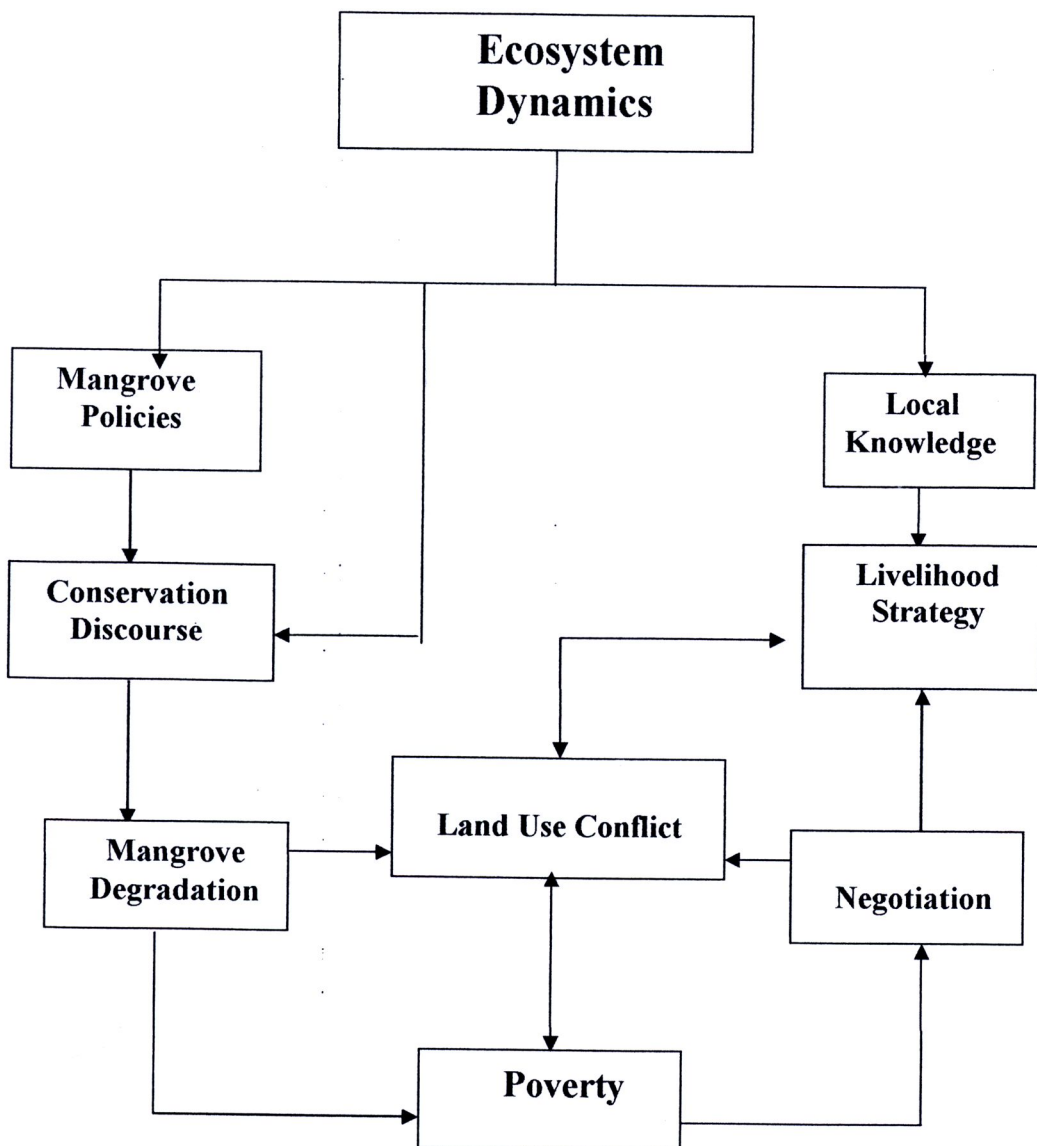 Ecosystem
Dynamics
Mangrove
Policies
Local
Knowledge
Conservation
Discourse
Livelihood
Strategy
Land Use Conflict
Mangrove
Degradation
Negotiation
Poverty